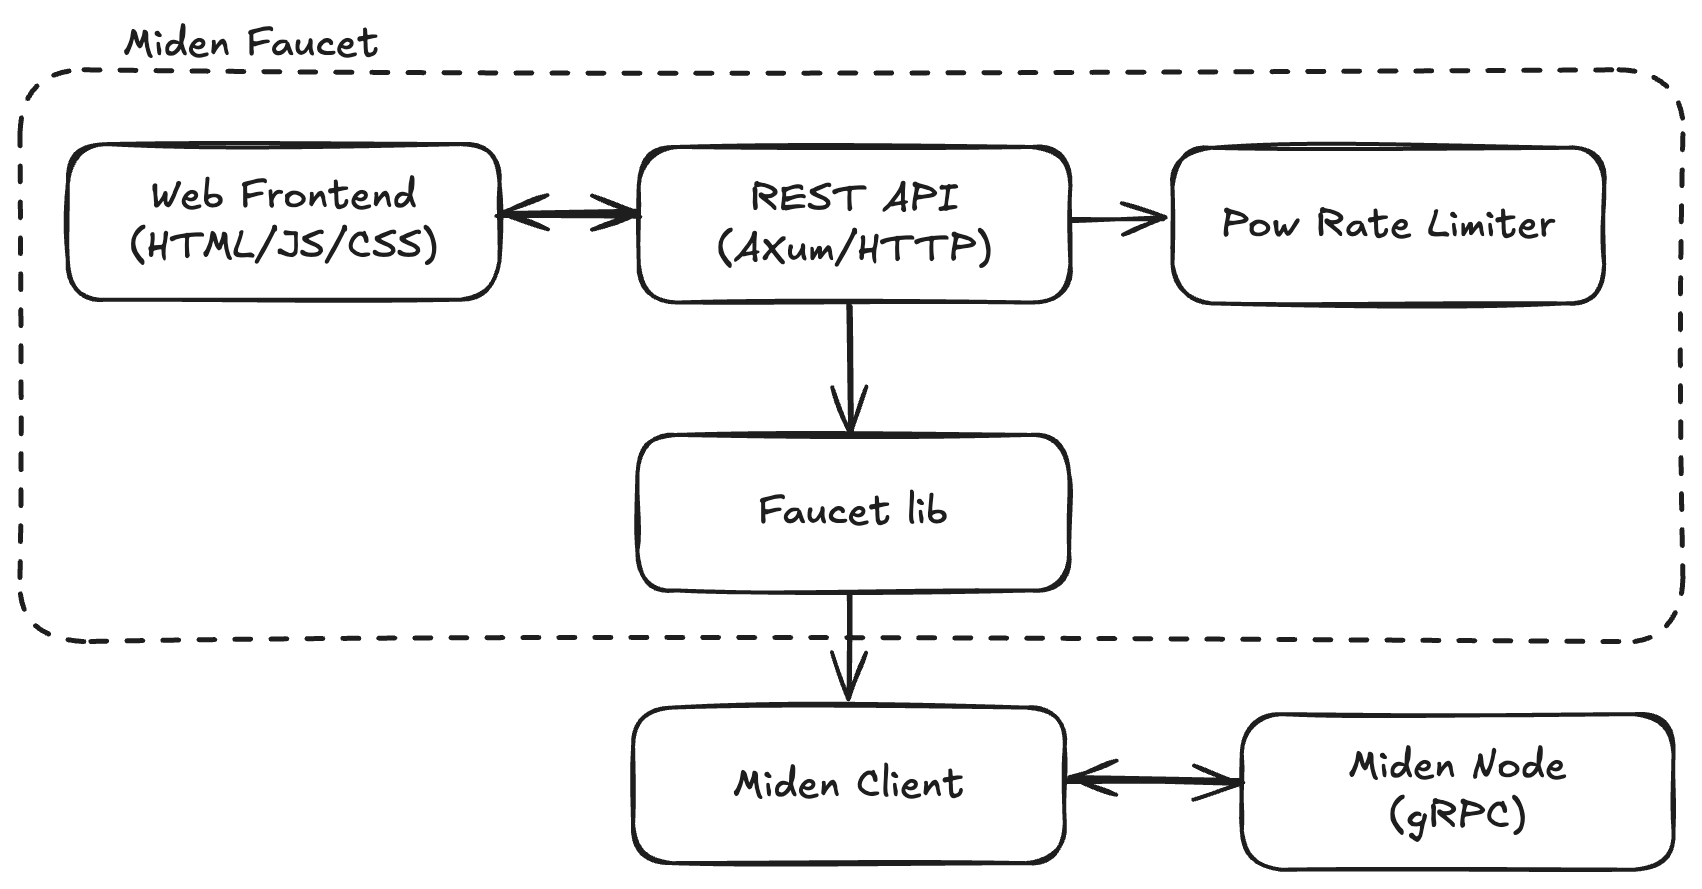 Miden Faucet
Web Frontend
(HTML/JS/CSS)
REST API
(Axum/HTTP)
Pow Rate Limiter
Faucet lib
Miden Client
Miden Node
(gRPC)